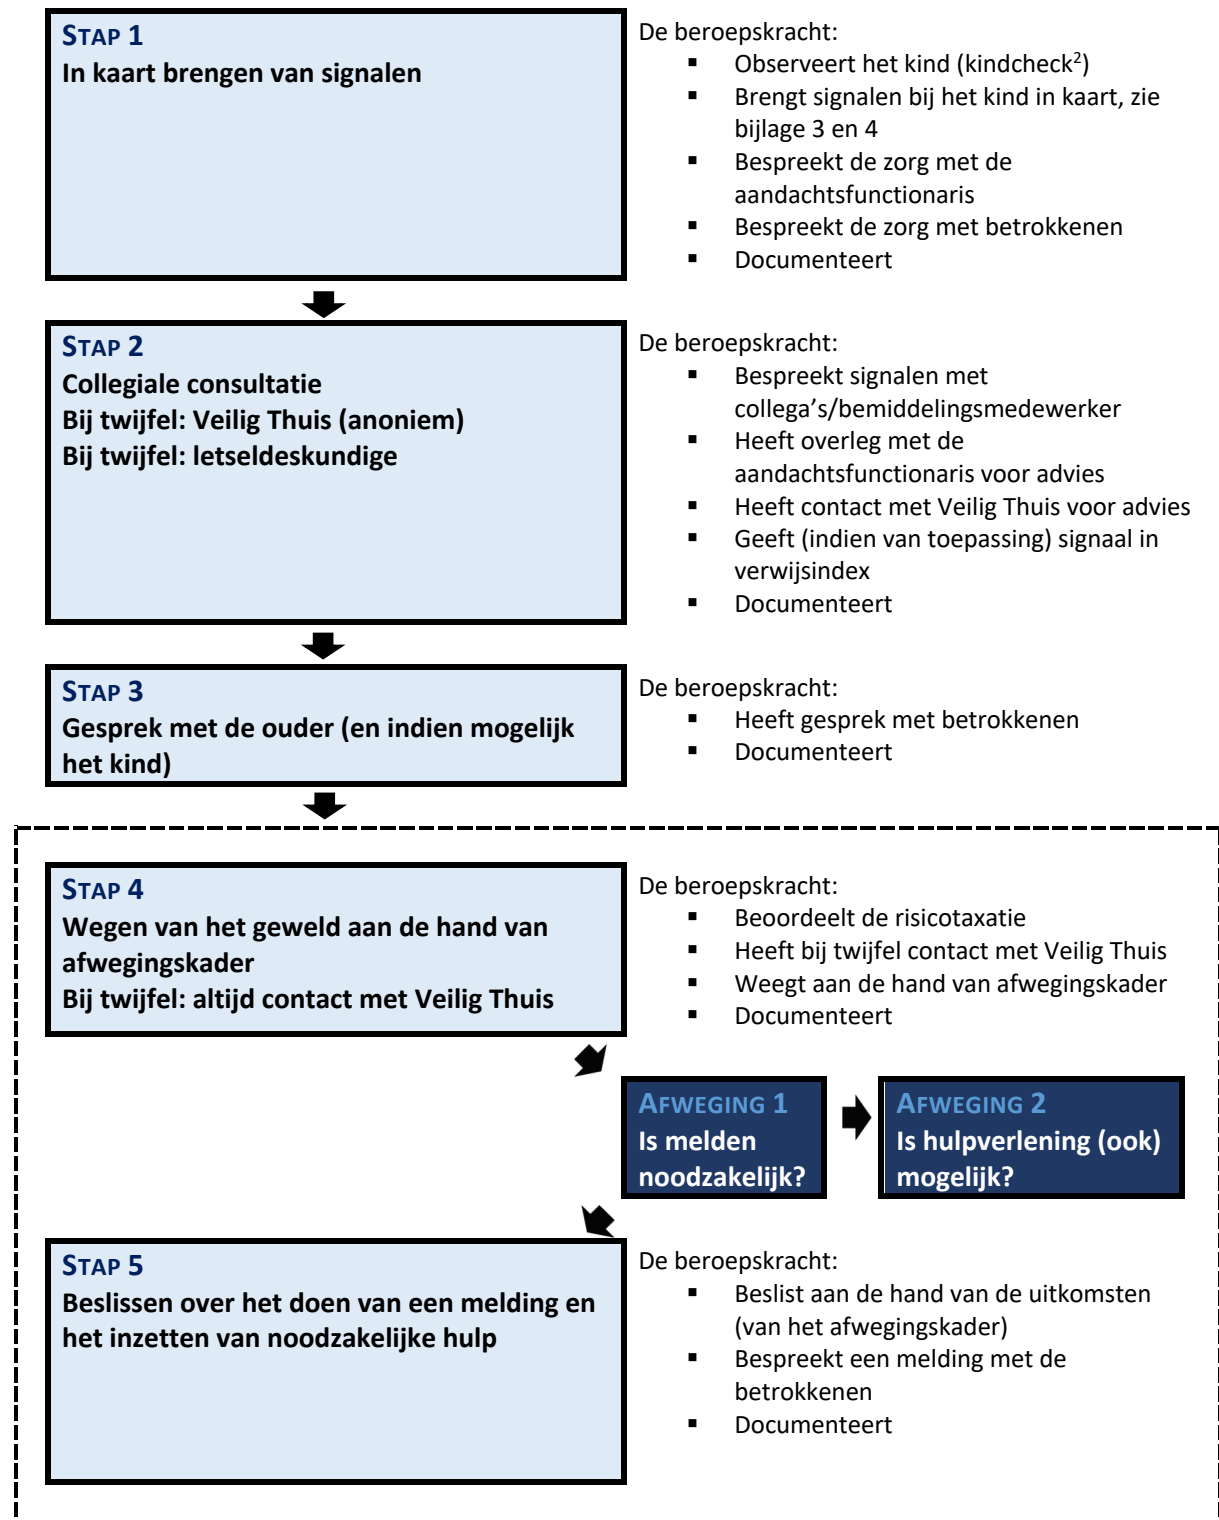 STAP 1
In kaart brengen van signalen
De beroepskracht:
▪ Observeert het kind (kindcheck²)
▪ Brengt signalen bij het kind in kaart, zie
bijlage 3 en 4
▪ Bespreekt de zorg met de
aandachtsfunctionaris
▪ Bespreekt de zorg met betrokkenen
▪ Documenteert
STAP 2
Collegiale consultatie
Bij twijfel: Veilig Thuis (anoniem)
Bij twijfel: letseldeskundige
De beroepskracht:
▪ Bespreekt signalen met
collega’s/bemiddelingsmedewerker
▪ Heeft overleg met de
aandachtsfunctionaris voor advies
▪ Heeft contact met Veilig Thuis voor advies
▪ Geeft (indien van toepassing) signaal in
verwijsindex
▪ Documenteert
STAP 3
Gesprek met de ouder (en indien mogelijk
het kind)
De beroepskracht:
▪ Heeft gesprek met betrokkenen
▪ Documenteert
STAP 4
Wegen van het geweld aan de hand van
afwegingskader
Bij twijfel: altijd contact met Veilig Thuis
De beroepskracht:
▪ Beoordeelt de risicotaxatie
▪ Heeft bij twijfel contact met Veilig Thuis
▪ Weegt aan de hand van afwegingskader
▪ Documenteert
AFWEGING 1
Is melden
noodzakelijk?
AFWEGING 2
Is hulpverlening (ook)
mogelijk?
STAP 5
Beslissen over het doen van een melding en
het inzetten van noodzakelijke hulp
De beroepskracht:
▪ Beslist aan de hand van de uitkomsten
(van het afwegingskader)
▪ Bespreekt een melding met de
betrokkenen
▪ Documenteert